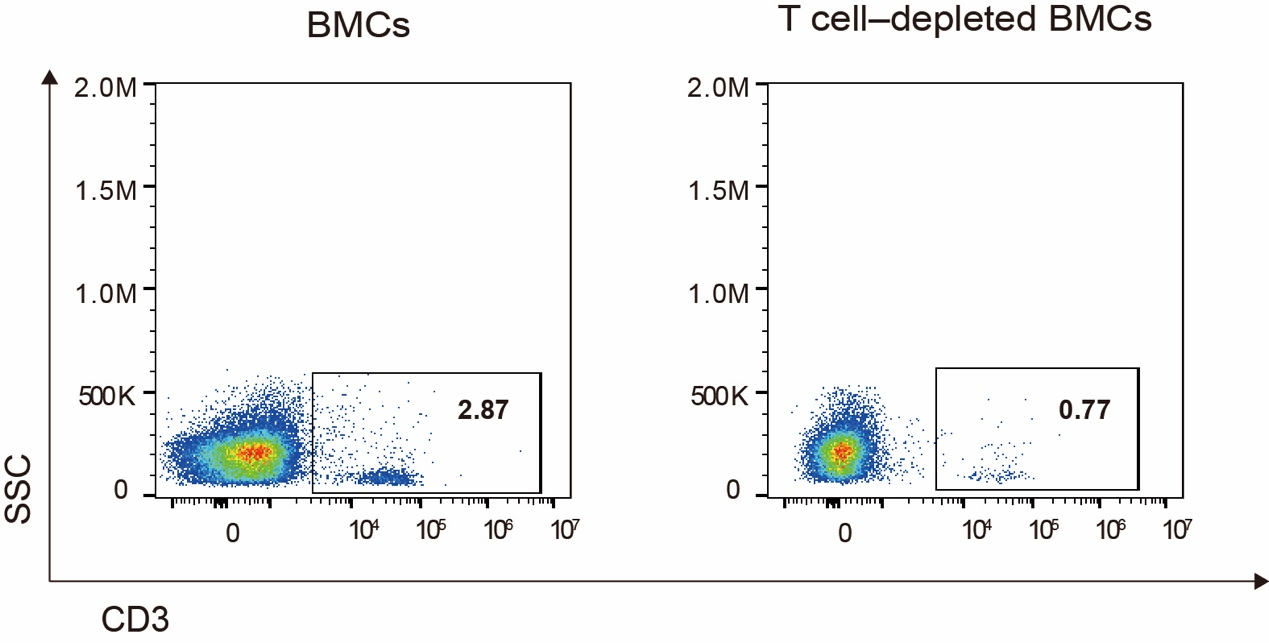 BMCs
T cell–depleted BMCs
2.0M
1.5M
1.0M
500K
0
2.87
0
10⁴
10⁵
10⁶
10⁷
2.0M
1.5M
1.0M
500K
0
0.77
0
10⁴
10⁵
10⁶
10⁷
SSC
CD3